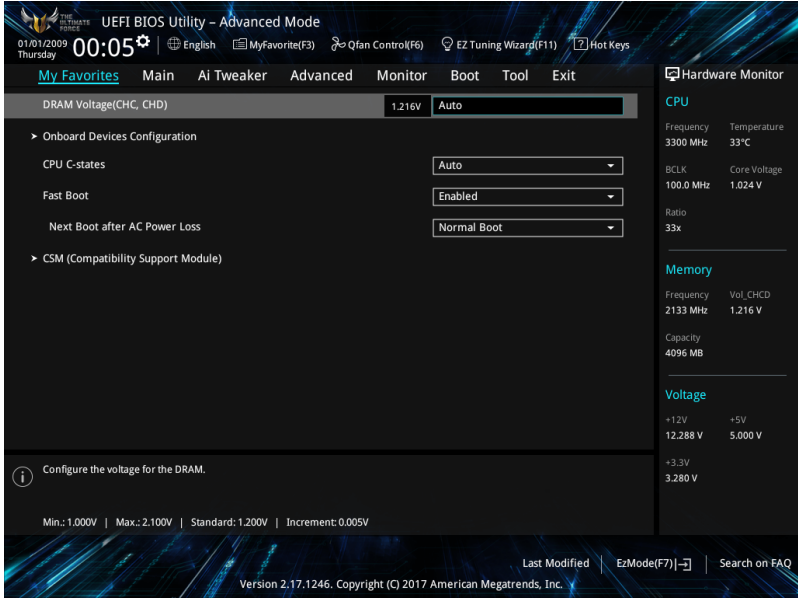 THE ULTIMATE FORCE
UEFI BIOS Utility – Advanced Mode
01/01/2009 Thursday 00:05 English MyFavorite(F3) Qfan Control(F6) EZ Tuning Wizard(F11) ? Hot Keys
My Favorites Main Ai Tweaker Advanced Monitor Boot Tool Exit
DRAM Voltage(CHC, CHD) 1.216V Auto
> Onboard Devices Configuration
CPU C-states Auto
Fast Boot Enabled
Next Boot after AC Power Loss Normal Boot
> CSM (Compatibility Support Module)
Hardware Monitor
CPU
Frequency Temperature
3300 MHz 33°C
BCLK Core Voltage
100.0 MHz 1.024 V
Ratio
33x
Memory
Frequency Vol_CHCD
2133 MHz 1.216 V
Capacity
4096 MB
Voltage
+12V +5V
12.288 V 5.000 V
+3.3V
3.280 V
i Configure the voltage for the DRAM.
Min.: 1.000V | Max.: 2.100V | Standard: 1.200V | Increment: 0.005V
Last Modified EzMode(F7) Search on FAQ
Version 2.17.1246. Copyright (C) 2017 American Megatrends, Inc.